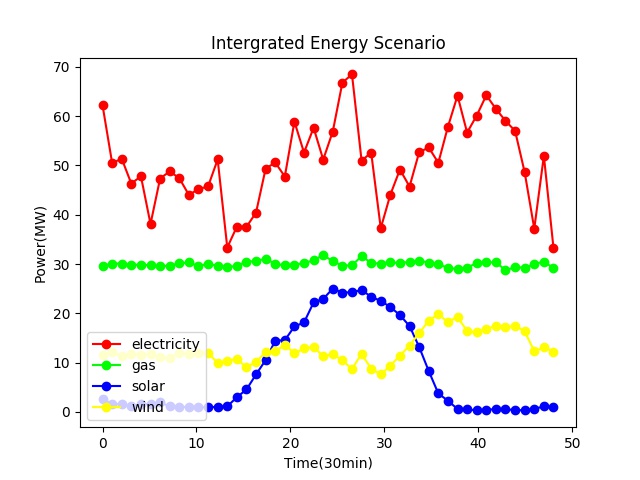 Intergrated Energy Scenario
Power(MW)
70
60
50
40
30
20
10
0
electricity
gas
solar
wind
0 10 20 30 40 50
Time(30min)